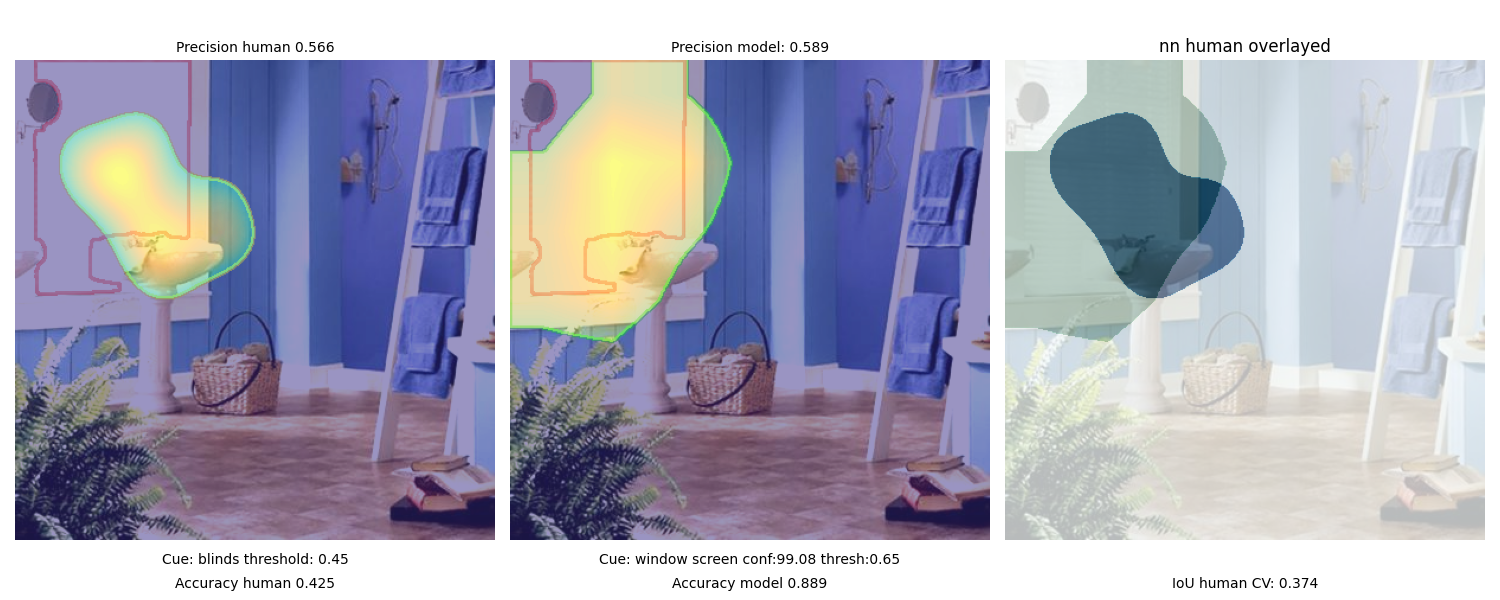 Precision human 0.566
Precision model: 0.589
nn human overlayed
Cue: blinds threshold: 0.45
Cue: window screen conf:99.08 thresh:0.65
Accuracy human 0.425
Accuracy model 0.889
IoU human CV: 0.374